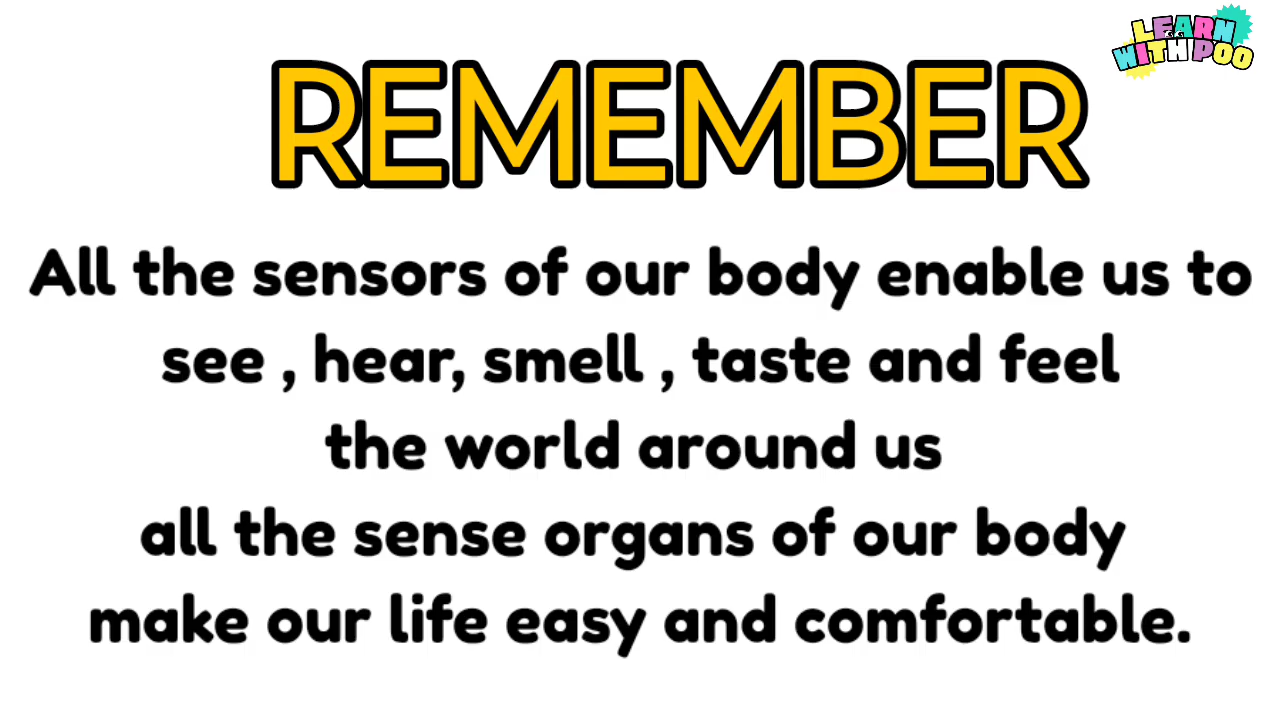 LEARN
WITH POO
REMEMBER
All the sensors of our body enable us to
see , hear, smell , taste and feel
the world around us
all the sense organs of our body
make our life easy and comfortable.